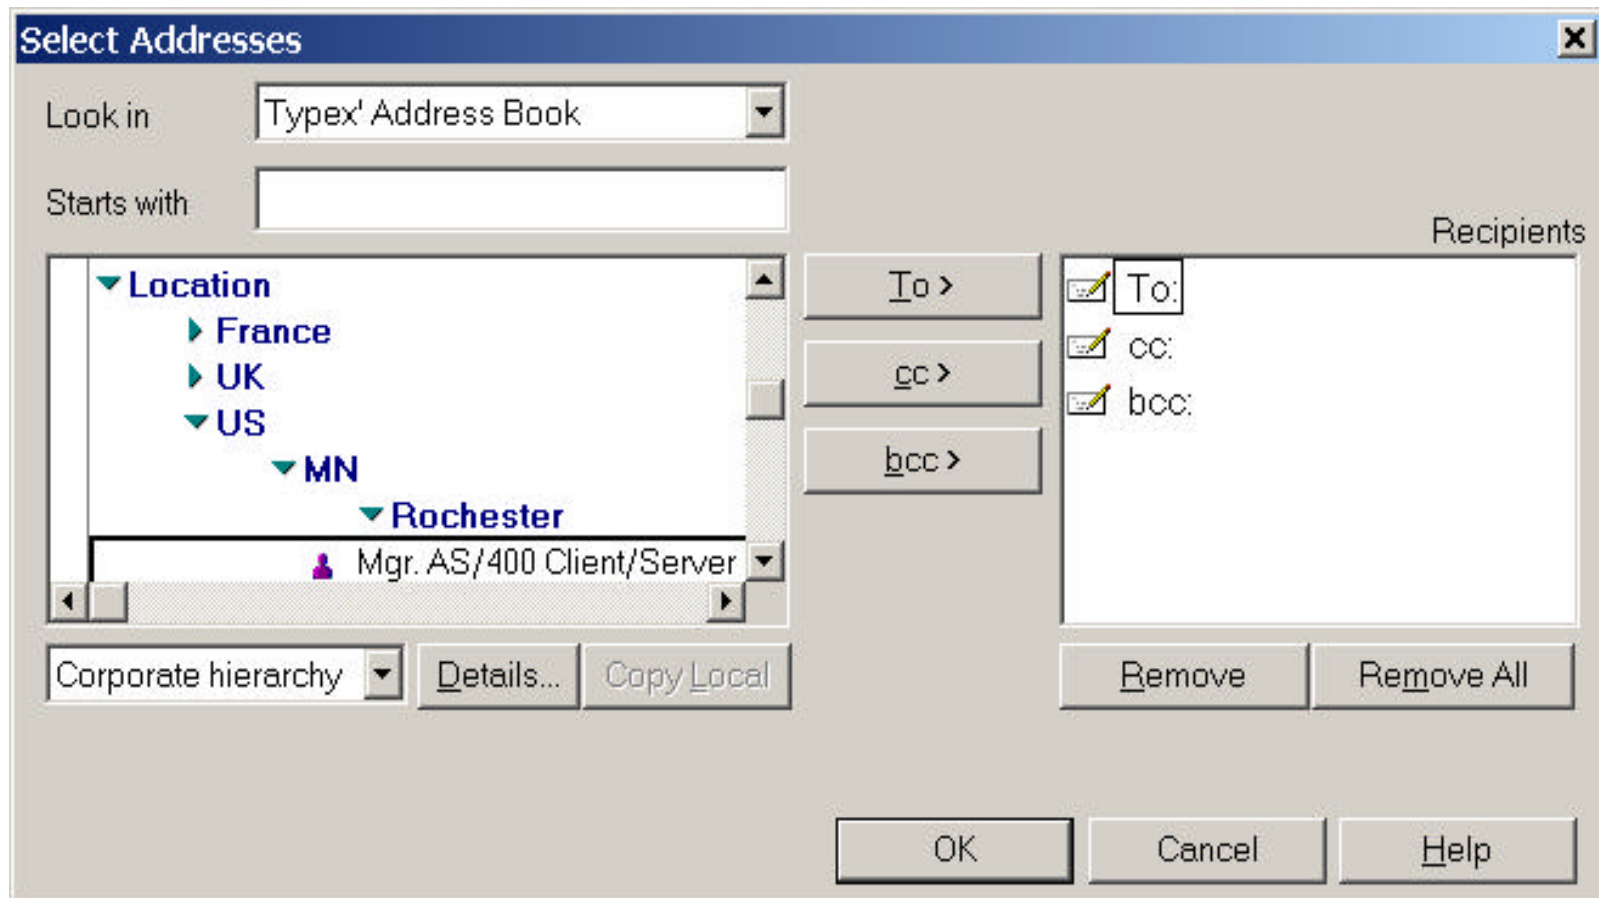 Select Addresses
Look in
Typex' Address Book
Starts with
Recipients
Location
France
UK
US
MN
Rochester
Mgr. AS/400 Client/Server
To >
cc >
bcc >
To:
cc:
bcc:
Corporate hierarchy
Details...
Copy Local
Remove
Remove All
OK
Cancel
Help